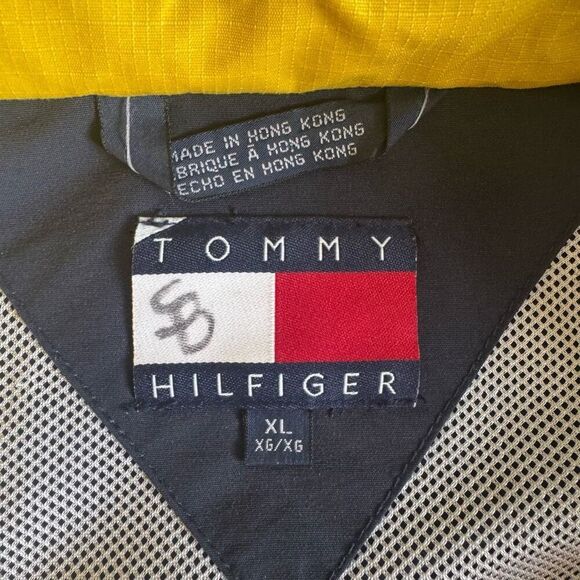 MADE IN HONG KONG
BRIQUE À HONG KONG
ECHO EN HONG KONG
TOMMY
HILFIGER
XL
XG/XG